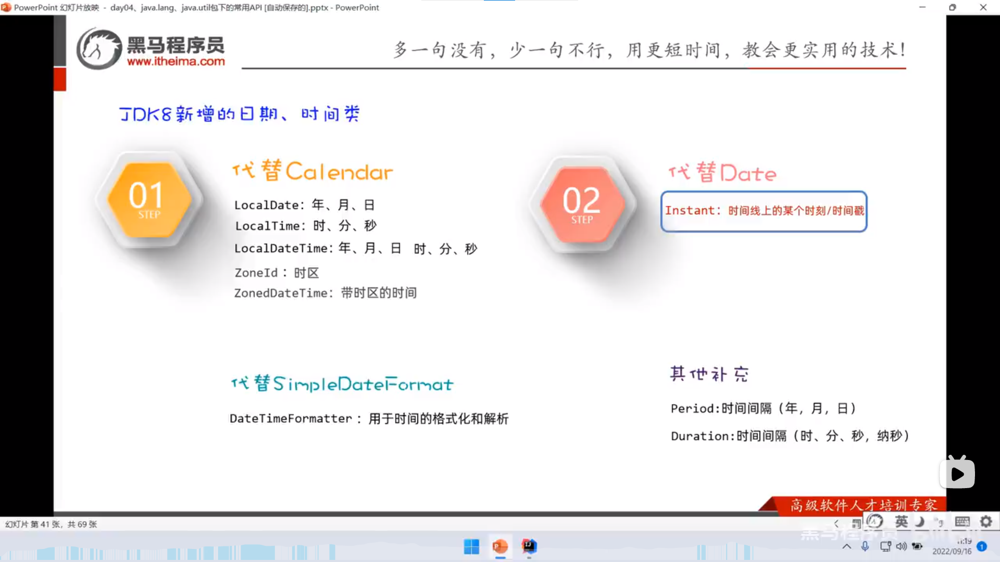 PowerPoint 幻灯片放映 - day04、java.lang、java.util包下的常用API [自动保存的].pptx - PowerPoint
黑马程序员
www.itheima.com
多一句没有，少一句不行，用更短时间，教会更实用的技术！
JDK8新增的日期、时间类
01
STEP
代替Calendar
LocalDate：年、月、日
LocalTime：时、分、秒
LocalDateTime：年、月、日 时、分、秒
ZoneId：时区
ZonedDateTime：带时区的时间
02
STEP
代替Date
Instant：时间线上的某个时刻/时间戳
代替SimpleDateFormat
DateTimeFormatter：用于时间的格式化和解析
其他补充
Period:时间间隔（年，月，日）
Duration:时间间隔（时、分、秒，纳秒）
高级软件人才培训专家
幻灯片 第 41 张，共 69 张
英
黑马程序员
11:19
2022/09/16
1